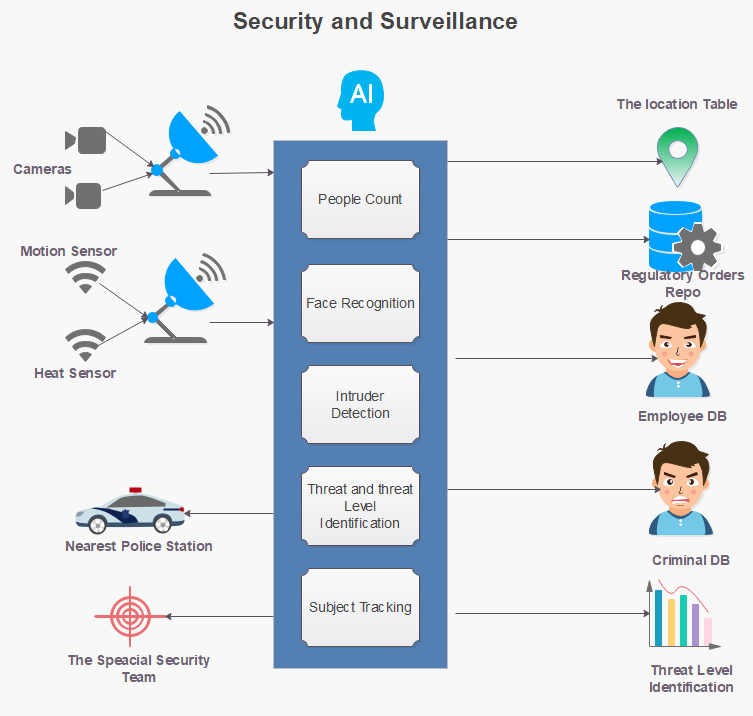 Security and Surveillance
AI
The location Table
Cameras
People Count
Motion Sensor
Regulatory Orders
Repo
Face Recognition
Heat Sensor
Intruder
Detection
Employee DB
Threat and threat
Level
Identification
Nearest Police Station
Criminal DB
Subject Tracking
The Speacial Security
Team
Threat Level
Identification